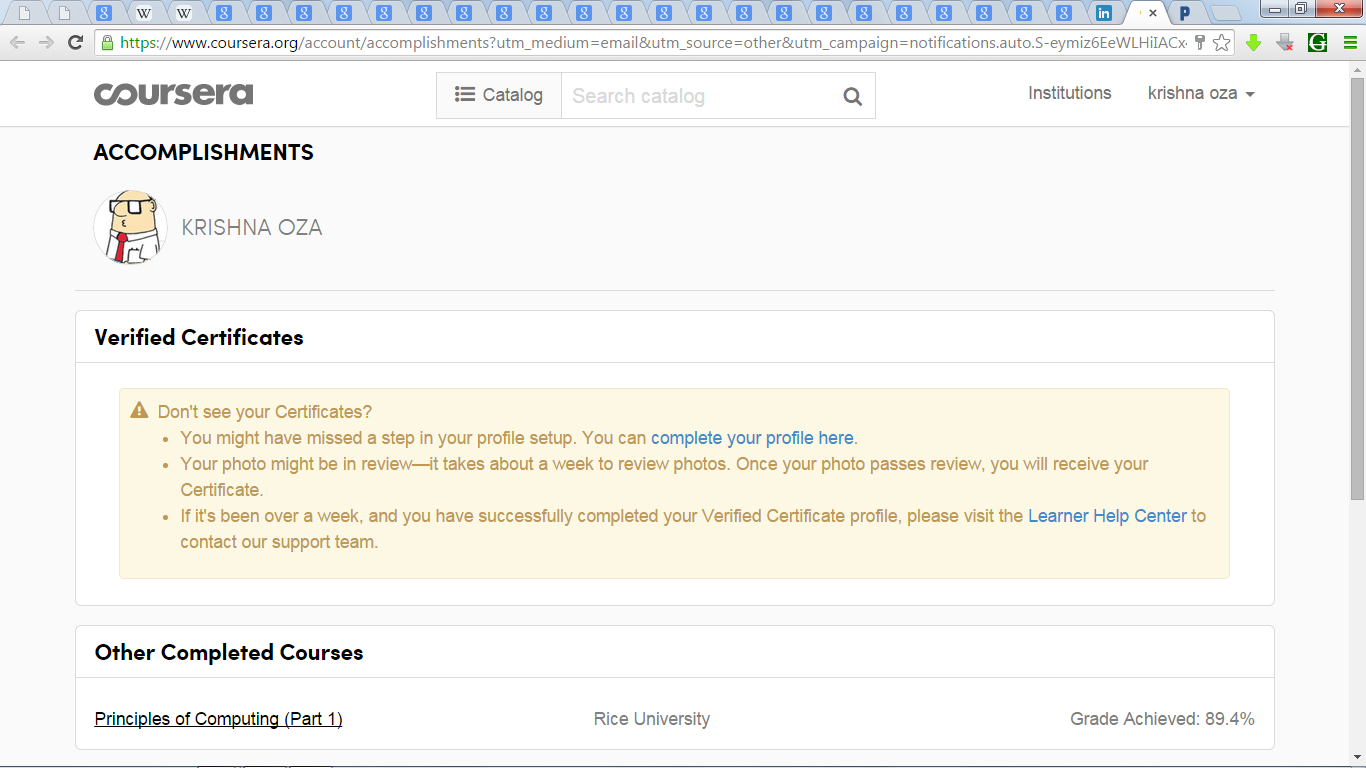 https://www.coursera.org/account/accomplishments?utm_medium=email&utm_source=other&utm_campaign=notifications.auto.S-eymiz6EeWLHiIACx
coursera
Catalog
Search catalog
Institutions
krishna oza
ACCOMPLISHMENTS
KRISHNA OZA
Verified Certificates
Don't see your Certificates?
• You might have missed a step in your profile setup. You can complete your profile here.
• Your photo might be in review—it takes about a week to review photos. Once your photo passes review, you will receive your
Certificate.
• If it's been over a week, and you have successfully completed your Verified Certificate profile, please visit the Learner Help Center to
contact our support team.
Other Completed Courses
Principles of Computing (Part 1)
Rice University
Grade Achieved: 89.4%